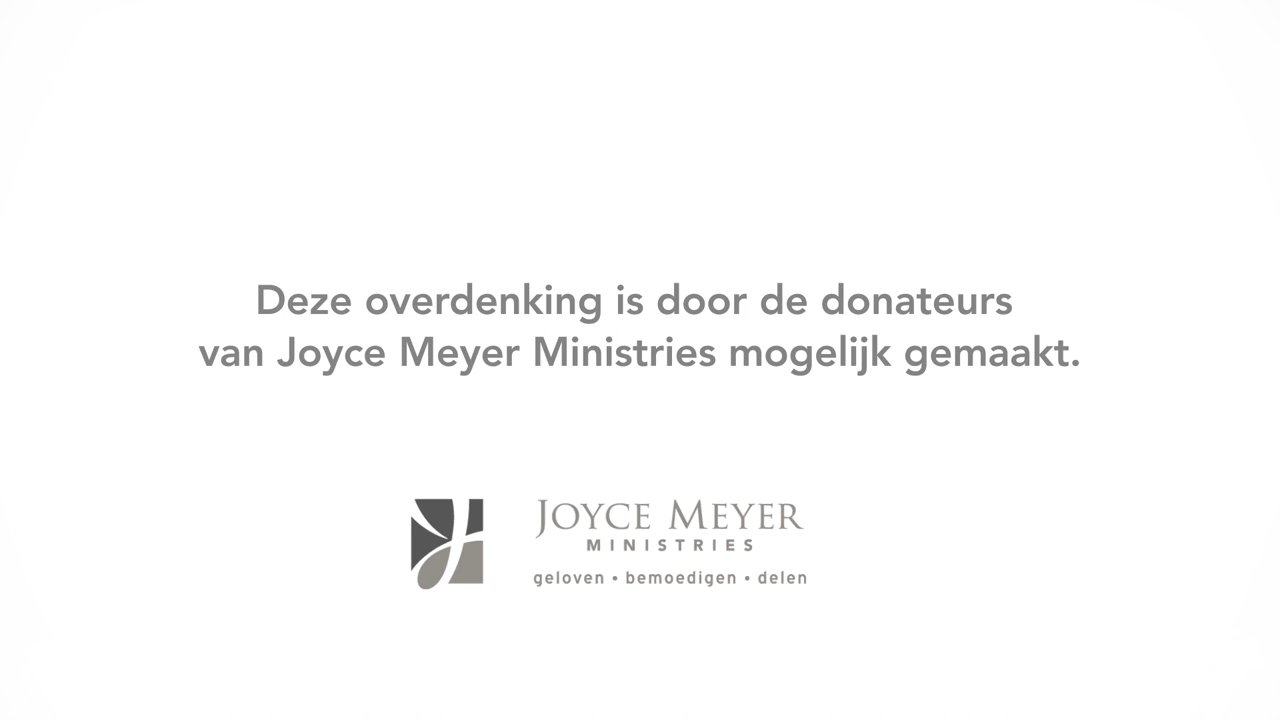 Deze overdenking is door de donateurs
van Joyce Meyer Ministries mogelijk gemaakt.
JOYCE MEYER
MINISTRIES
geloven • bemoedigen • delen